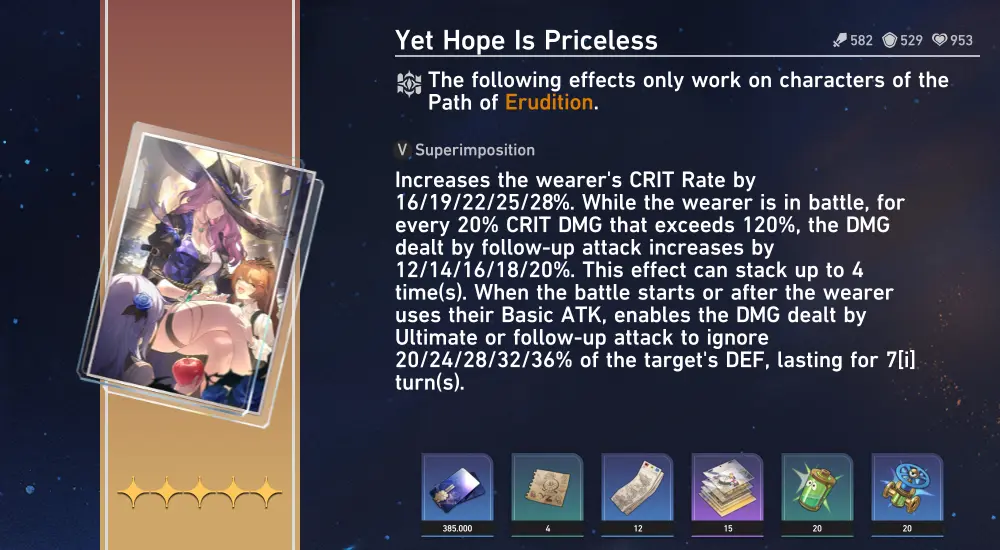 Yet Hope Is Priceless
582 529 953
The following effects only work on characters of the
Path of Erudition.
V Superimposition
Increases the wearer's CRIT Rate by
16/19/22/25/28%. While the wearer is in battle, for
every 20% CRIT DMG that exceeds 120%, the DMG
dealt by follow-up attack increases by
12/14/16/18/20%. This effect can stack up to 4
time(s). When the battle starts or after the wearer
uses their Basic ATK, enables the DMG dealt by
Ultimate or follow-up attack to ignore
20/24/28/32/36% of the target's DEF, lasting for 7[i]
turn(s).
385.000 4 12 15 20 20